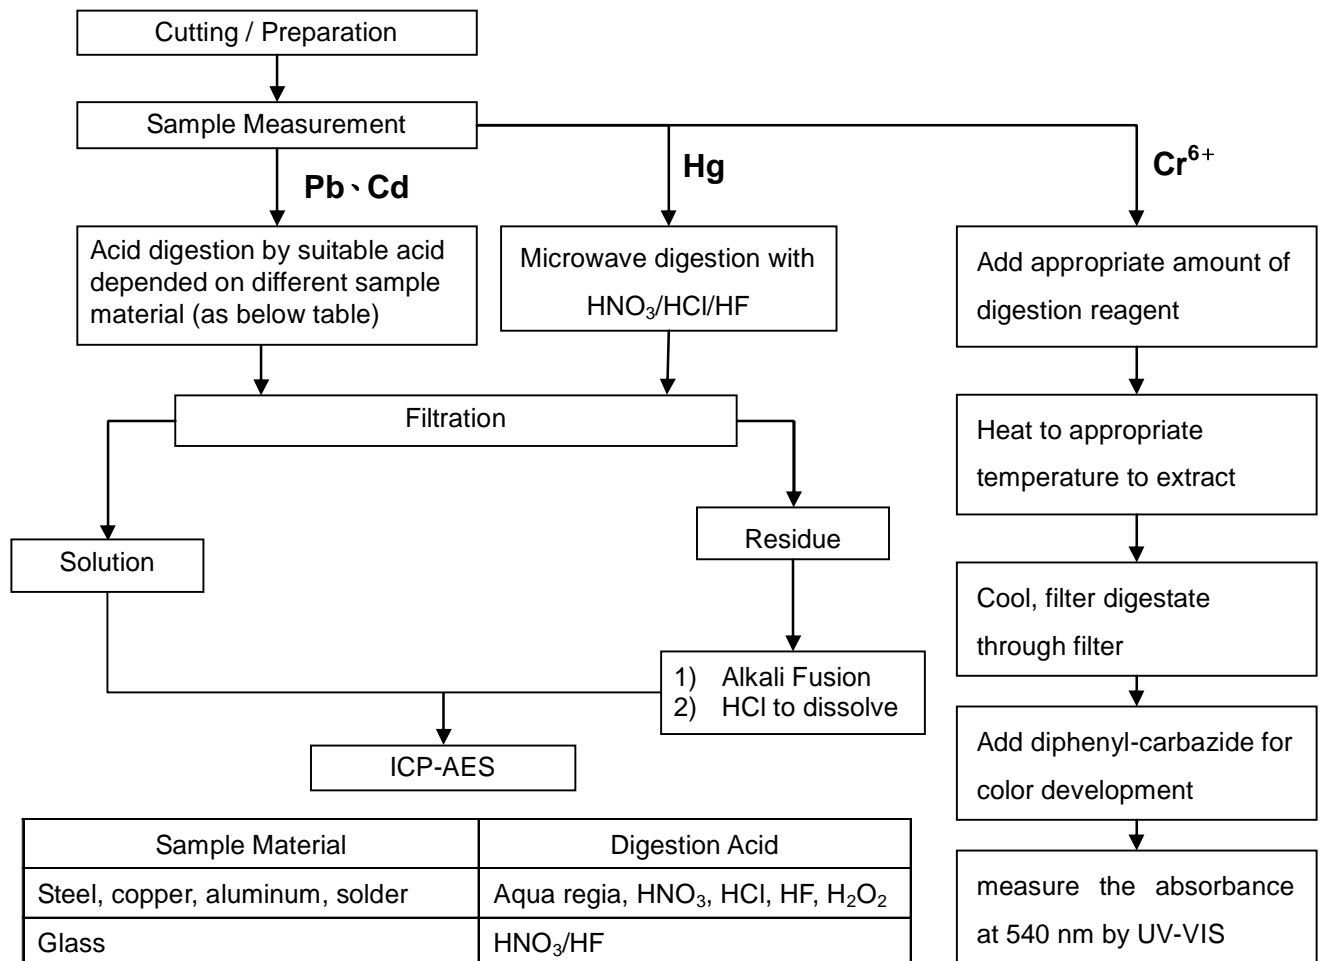 Cutting / Preparation
Sample Measurement
Pb、Cd
Hg
Cr⁶⁺
Acid digestion by suitable acid
depended on different sample
material (as below table)
Microwave digestion with
HNO₃/HCl/HF
Add appropriate amount of
digestion reagent
Filtration
Heat to appropriate
temperature to extract
Solution
Residue
Cool, filter digestate
through filter
1) Alkali Fusion
2) HCl to dissolve
ICP-AES
Add diphenyl-carbazide for
color development
measure the absorbance
at 540 nm by UV-VIS
Sample Material Digestion Acid
Steel, copper, aluminum, solder Aqua regia, HNO₃, HCl, HF, H₂O₂
Glass HNO₃/HF